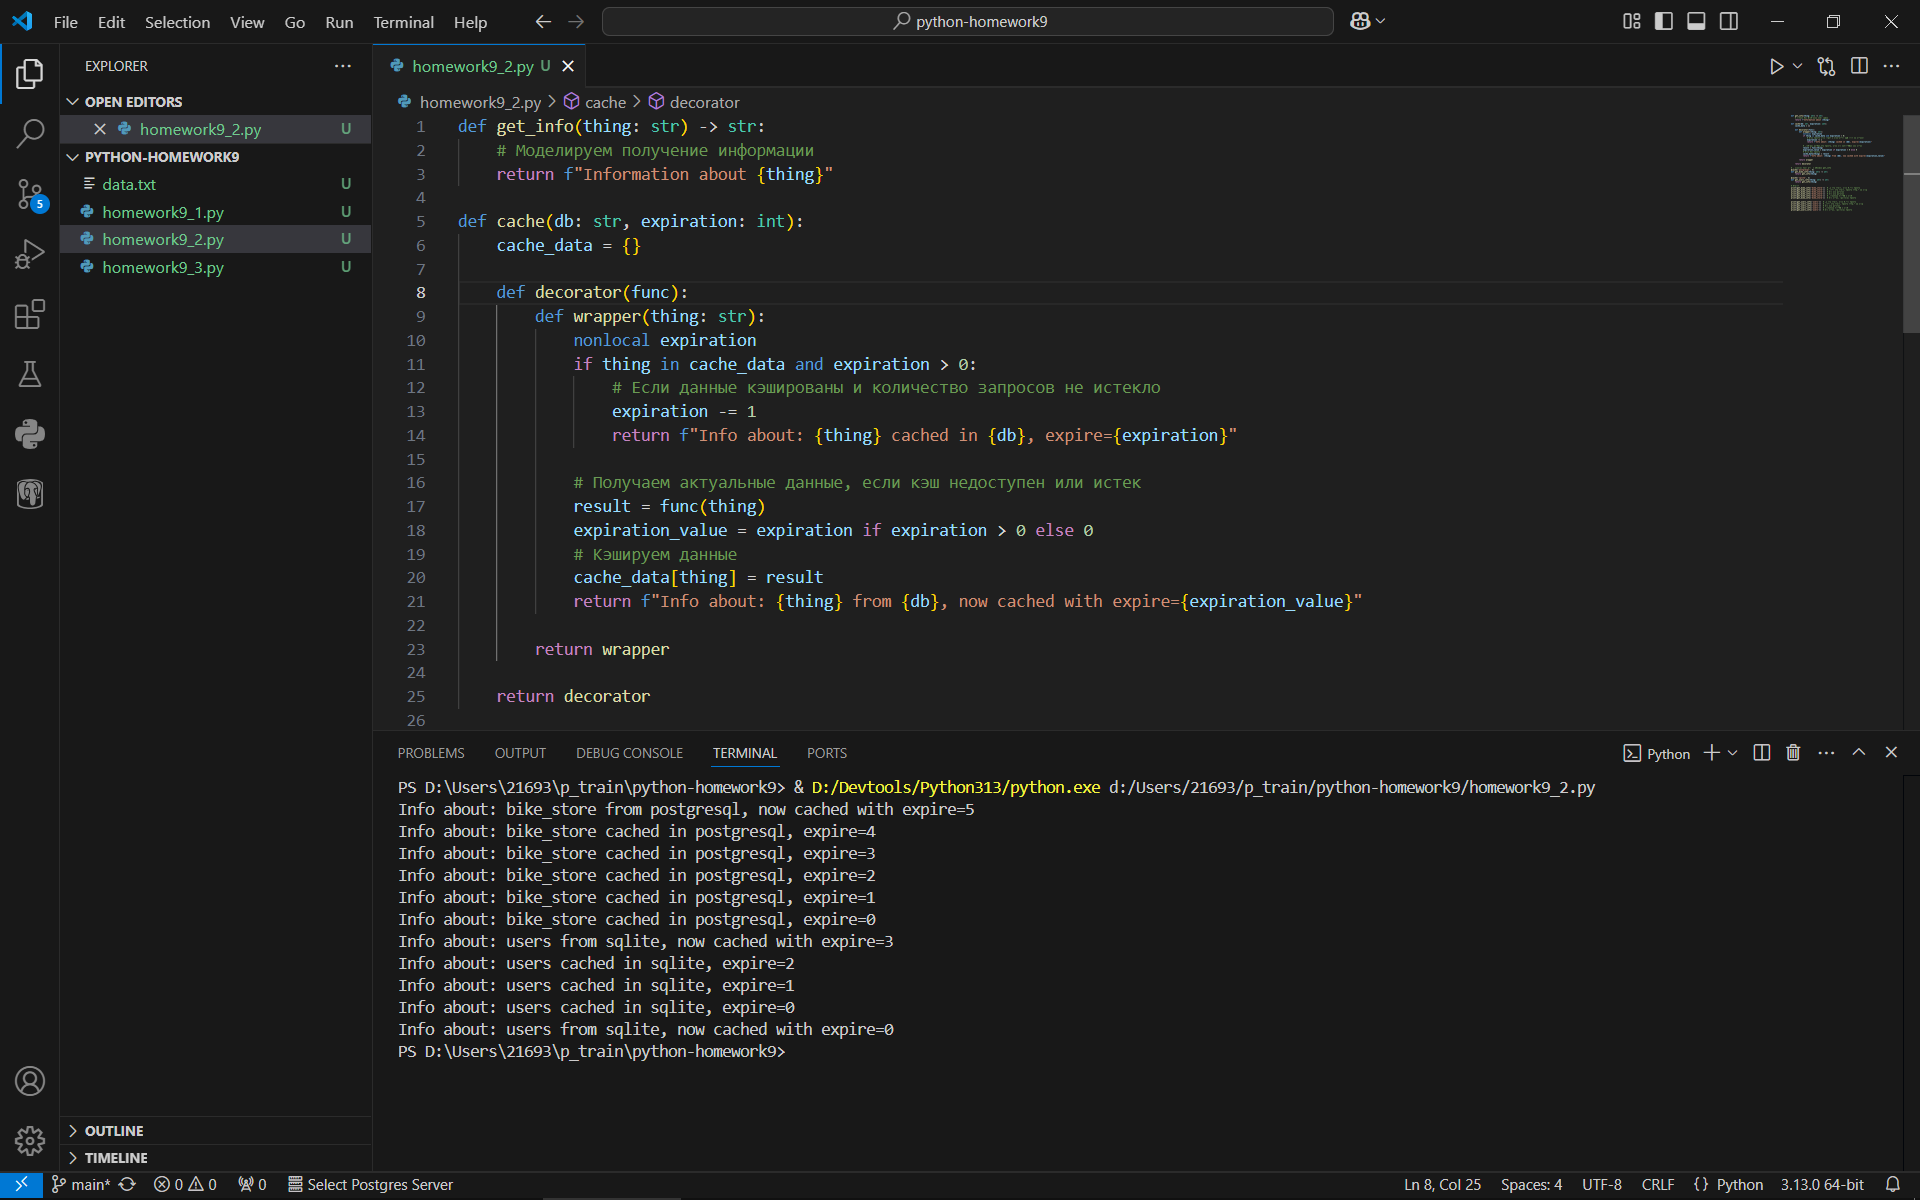 File Edit Selection View Go Run Terminal Help
python-homework9
EXPLORER
OPEN EDITORS
homework9_2.py U
PYTHON-HOMEWORK9
data.txt U
homework9_1.py U
homework9_2.py U
homework9_3.py U
5
OUTLINE
TIMELINE
homework9_2.py U
homework9_2.py > cache > decorator
1 def get_info(thing: str) -> str:
2 # Моделируем получение информации
3 return f"Information about {thing}"
4
5 def cache(db: str, expiration: int):
6 cache_data = {}
7
8 def decorator(func):
9 def wrapper(thing: str):
10 nonlocal expiration
11 if thing in cache_data and expiration > 0:
12 # Если данные кэшированы и количество запросов не истекло
13 expiration -= 1
14 return f"Info about: {thing} cached in {db}, expire={expiration}"
15
16 # Получаем актуальные данные, если кэш недоступен или истек
17 result = func(thing)
18 expiration_value = expiration if expiration > 0 else 0
19 # Кэшируем данные
20 cache_data[thing] = result
21 return f"Info about: {thing} from {db}, now cached with expire={expiration_value}"
22
23 return wrapper
24
25 return decorator
26
PROBLEMS OUTPUT DEBUG CONSOLE TERMINAL PORTS
Python
PS D:\Users\21693\p_train\python-homework9> & D:/Devtools/Python313/python.exe d:/Users/21693/p_train/python-homework9/homework9_2.py
Info about: bike_store from postgresql, now cached with expire=5
Info about: bike_store cached in postgresql, expire=4
Info about: bike_store cached in postgresql, expire=3
Info about: bike_store cached in postgresql, expire=2
Info about: bike_store cached in postgresql, expire=1
Info about: bike_store cached in postgresql, expire=0
Info about: users from sqlite, now cached with expire=3
Info about: users cached in sqlite, expire=2
Info about: users cached in sqlite, expire=1
Info about: users cached in sqlite, expire=0
Info about: users from sqlite, now cached with expire=0
PS D:\Users\21693\p_train\python-homework9>
main* 0 0 0 Select Postgres Server
Ln 8, Col 25 Spaces: 4 UTF-8 CRLF {} Python 3.13.0 64-bit